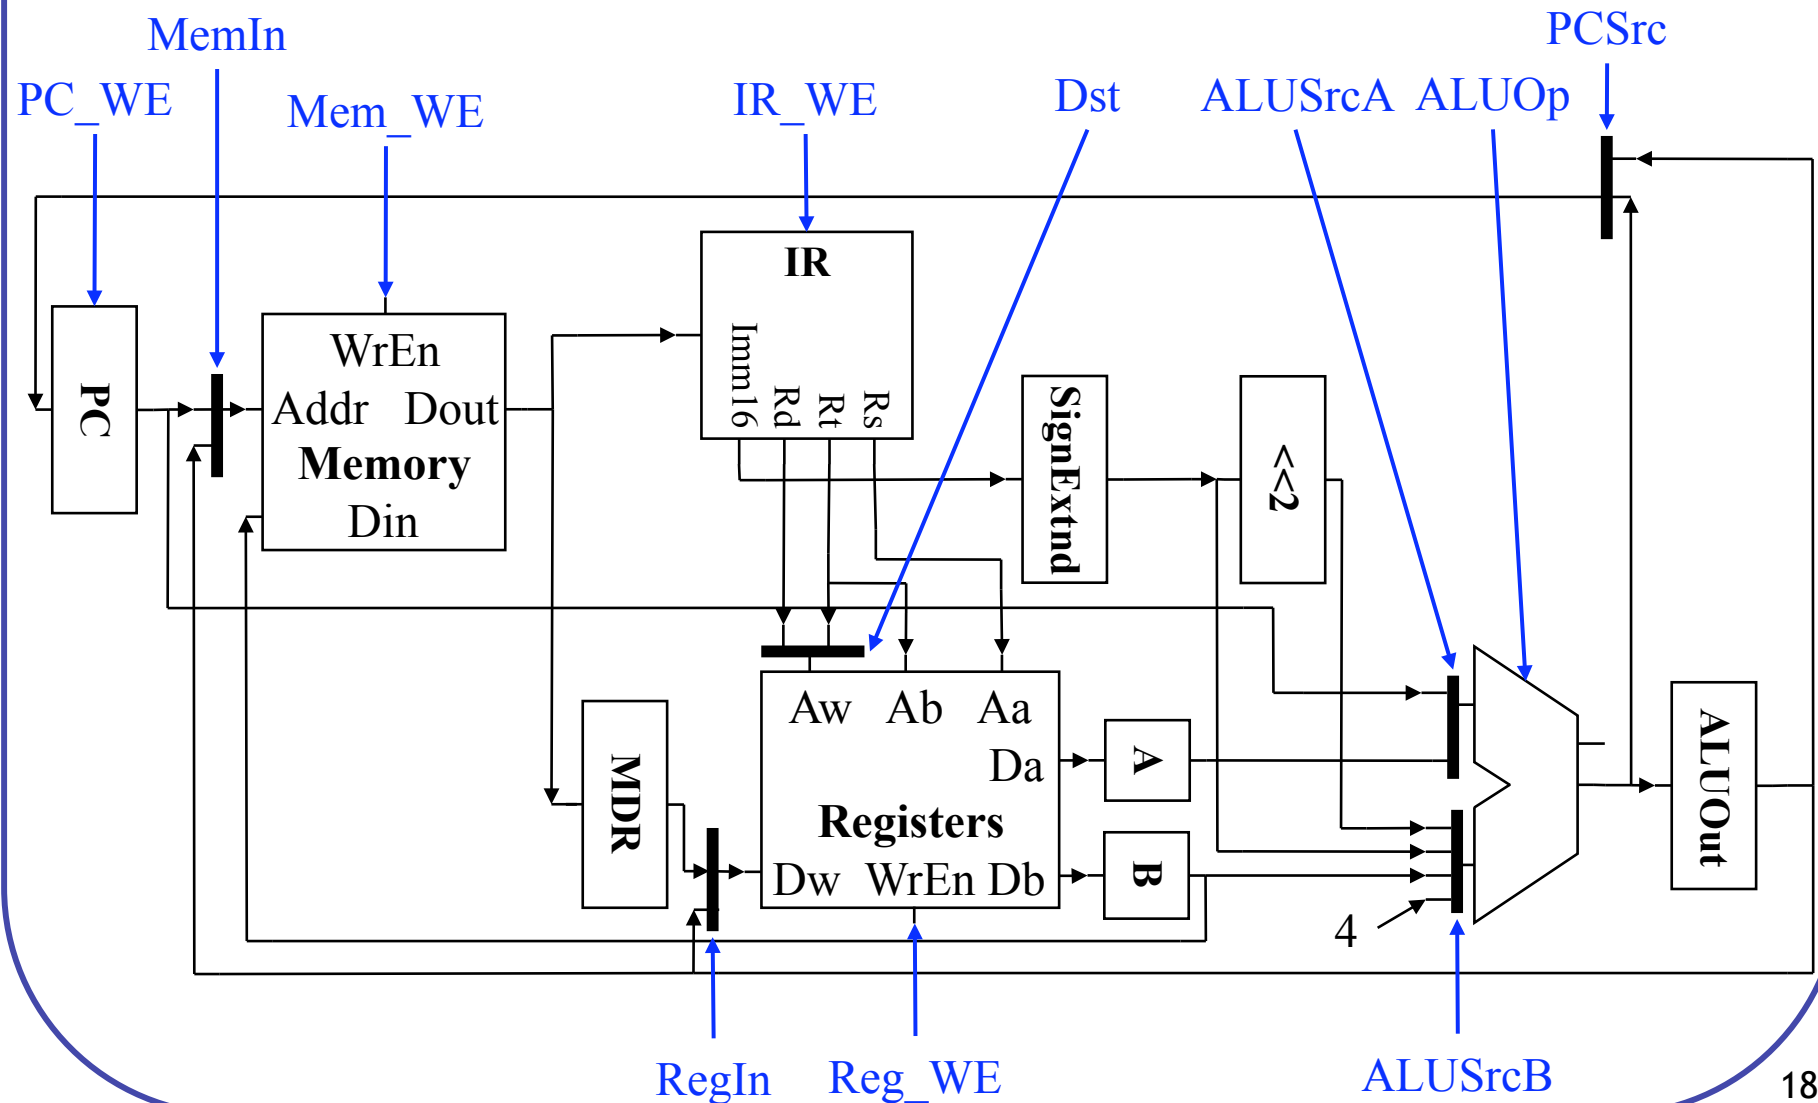 MemIn
PCSrc
PC_WE
Mem_WE
IR_WE
Dst
ALUSrcA
ALUOp
IR
Imm16
Rd
Rt
Rs
PC
WrEn
Addr Dout
Memory
Din
SignExtnd
<<2
Aw Ab Aa
Da
Registers
Dw WrEn Db
MDR
A
B
ALUOut
4
RegIn
Reg_WE
ALUSrcB
18